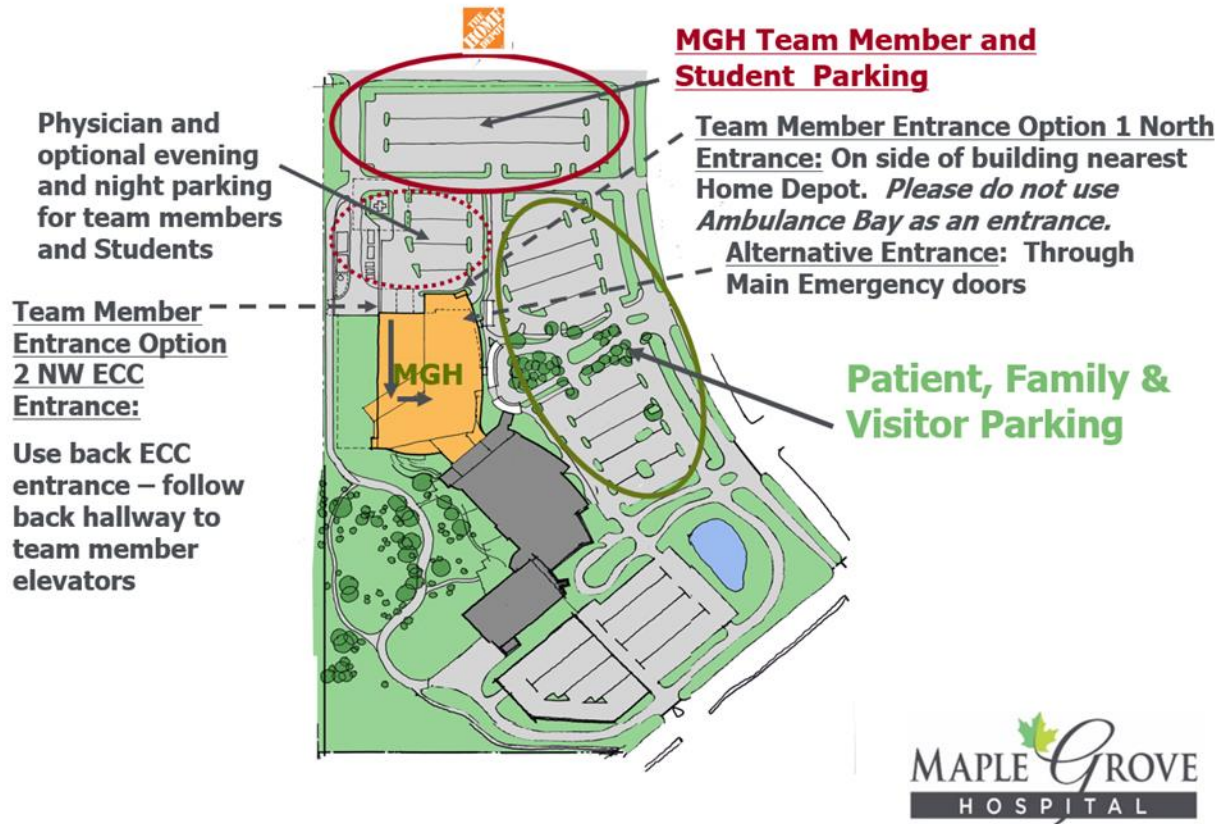 THE
HOME
DEPOT
MGH Team Member and
Student Parking
Physician and
optional evening
and night parking
for team members
and Students
Team Member Entrance Option 1 North
Entrance: On side of building nearest
Home Depot. Please do not use
Ambulance Bay as an entrance.
Alternative Entrance: Through
Main Emergency doors
Team Member
Entrance Option
2 NW ECC
Entrance:
Use back ECC
entrance – follow
back hallway to
team member
elevators
MGH
Patient, Family &
Visitor Parking
MAPLE GROVE
HOSPITAL